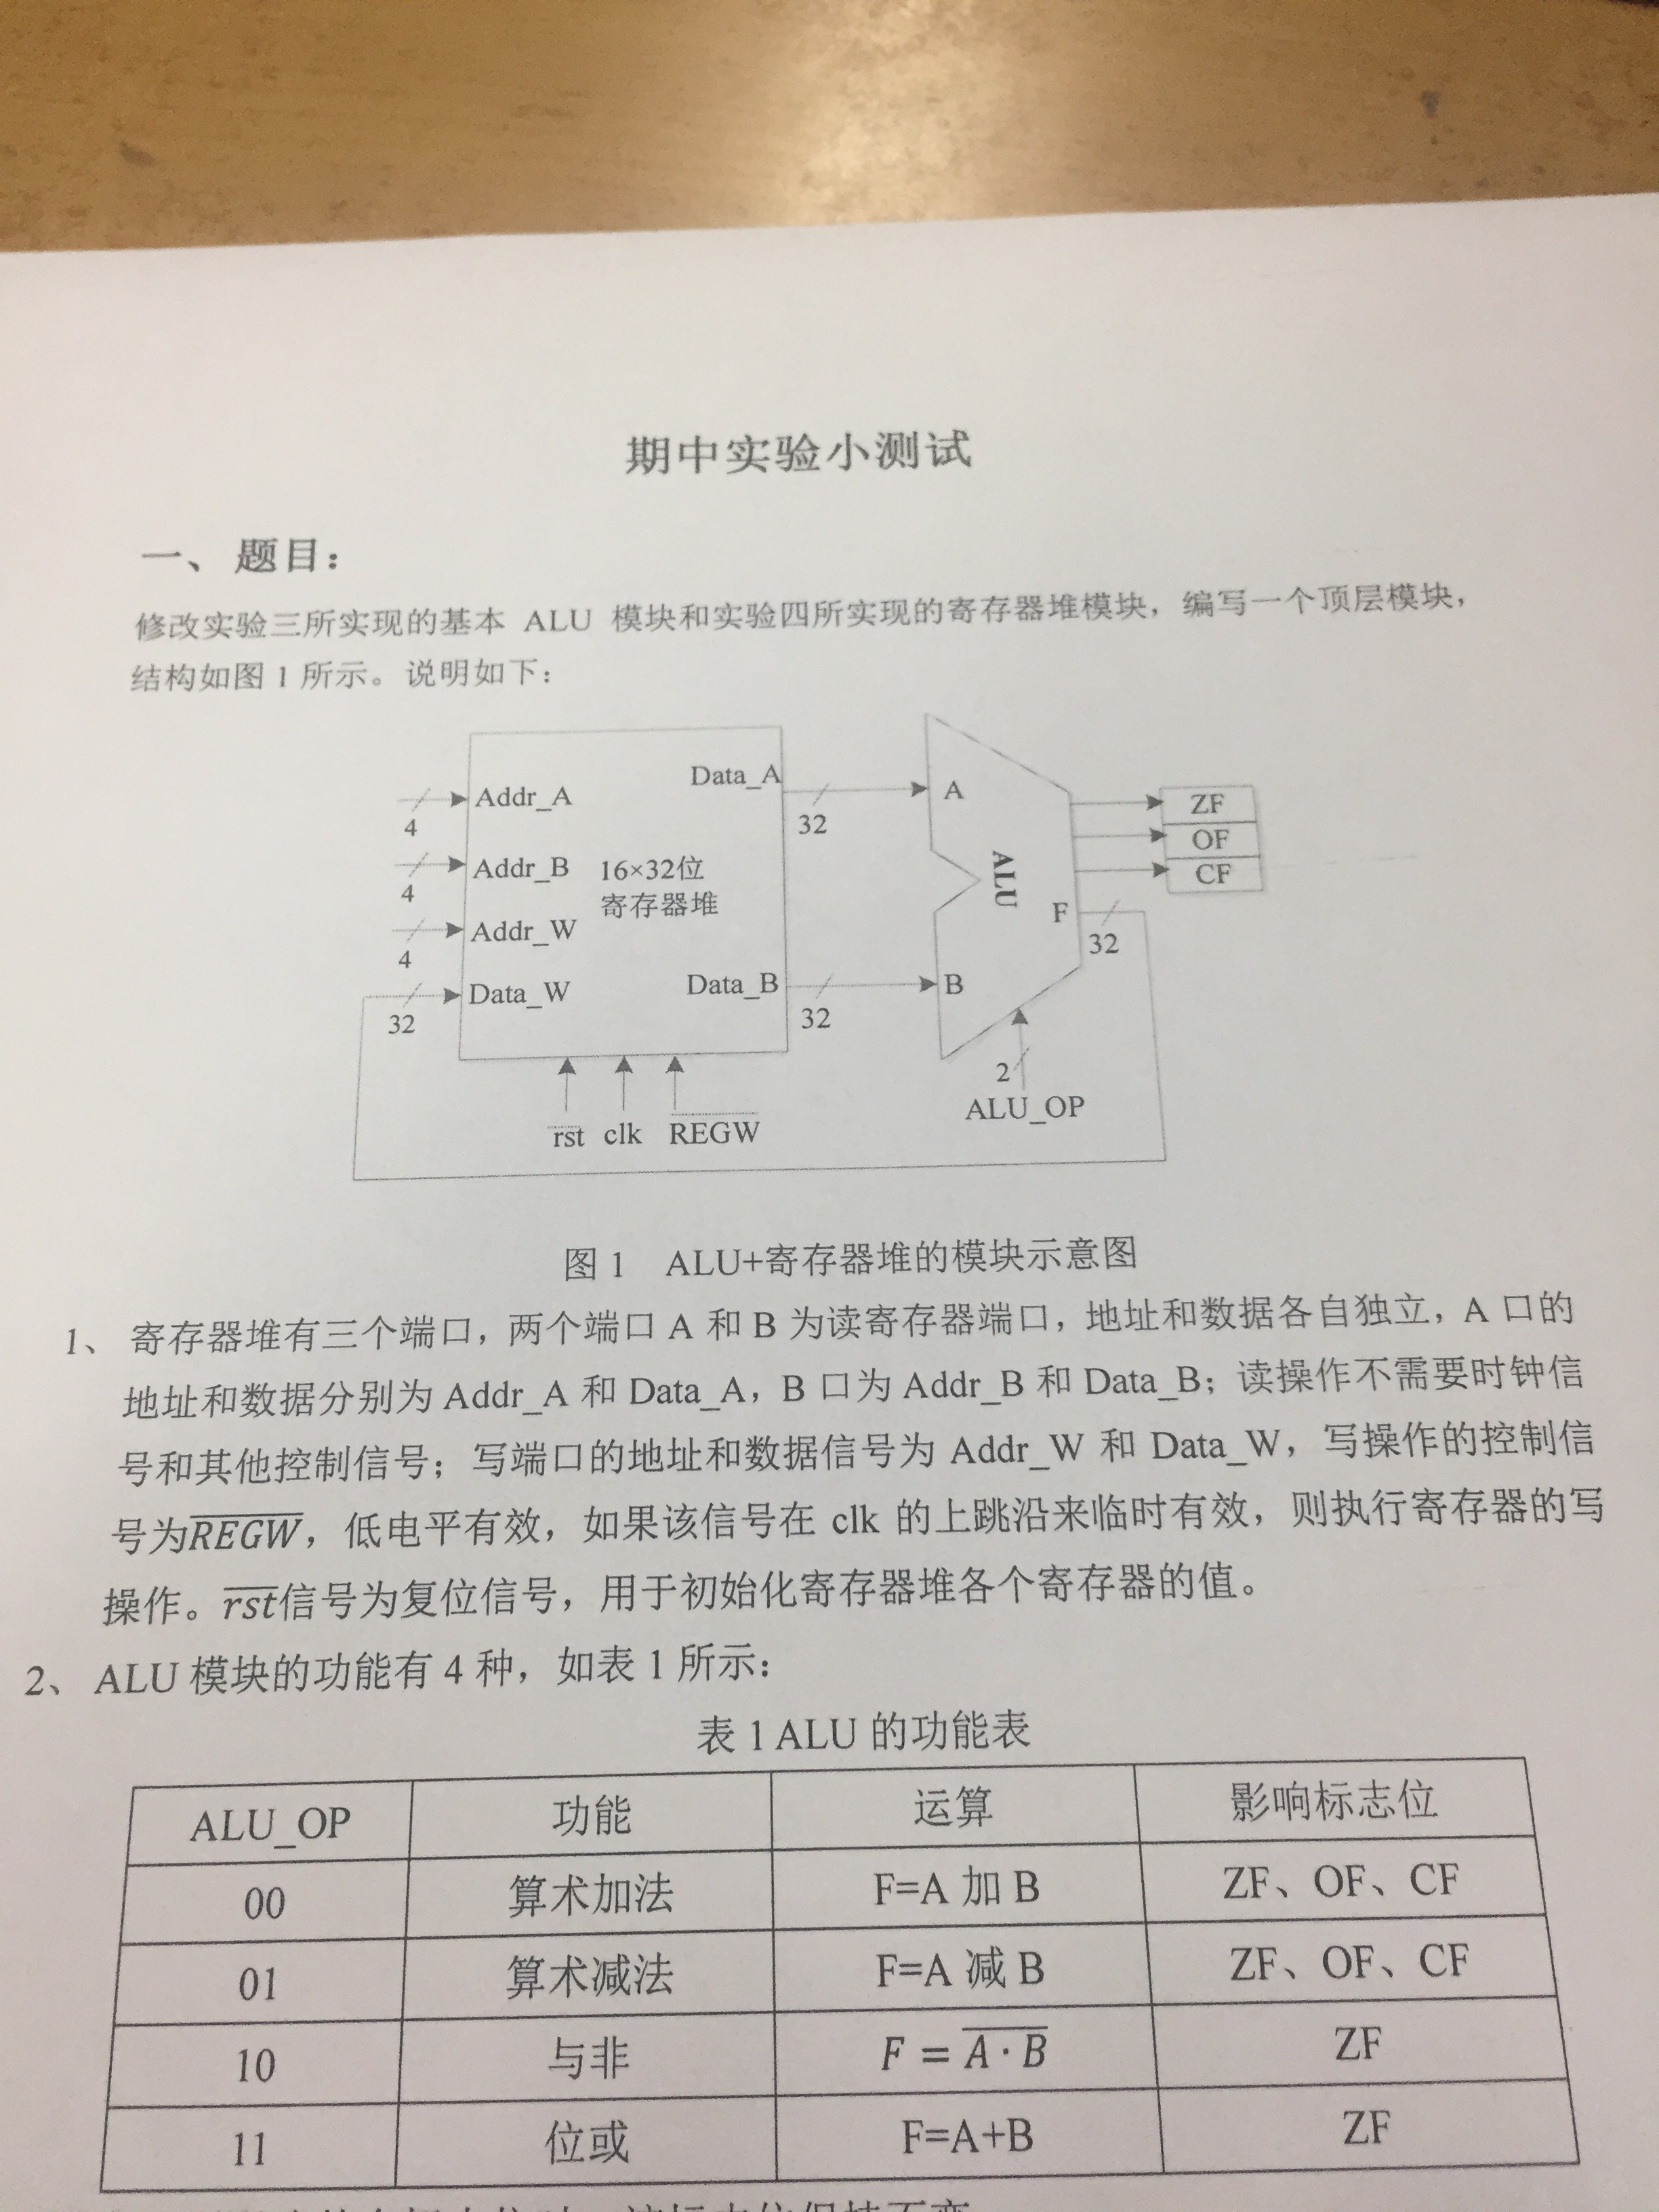 期中实验小测试
一、题目：
修改实验三所实现的基本 ALU 模块和实验四所实现的寄存器堆模块，编写一个顶层模块，
结构如图 1 所示。说明如下：
Data_A
Addr_A
A
ZF
4
32
OF
Addr_B
16×32位
ALU
CF
4
寄存器堆
F
Addr_W
32
4
Data_W
Data_B
B
32
32
2
ALU_OP
r̅s̅t̅ clk R̅E̅G̅W̅
图 1 ALU+寄存器堆的模块示意图
1、寄存器堆有三个端口，两个端口 A 和 B 为读寄存器端口，地址和数据各自独立，A 口的
地址和数据分别为 Addr_A 和 Data_A，B 口为 Addr_B 和 Data_B；读操作不需要时钟信
号和其他控制信号；写端口的地址和数据信号为 Addr_W 和 Data_W，写操作的控制信
号为R̅E̅G̅W̅，低电平有效，如果该信号在 clk 的上跳沿来临时有效，则执行寄存器的写
操作。r̅s̅t̅信号为复位信号，用于初始化寄存器堆各个寄存器的值。
2、ALU 模块的功能有 4 种，如表 1 所示：
表 1 ALU 的功能表
ALU_OP 功能 运算 影响标志位
00 算术加法 F=A 加 B ZF、OF、CF
01 算术减法 F=A 减 B ZF、OF、CF
10 与非 F = A̅ ̅·̅ ̅B̅ ZF
11 位或 F=A+B ZF